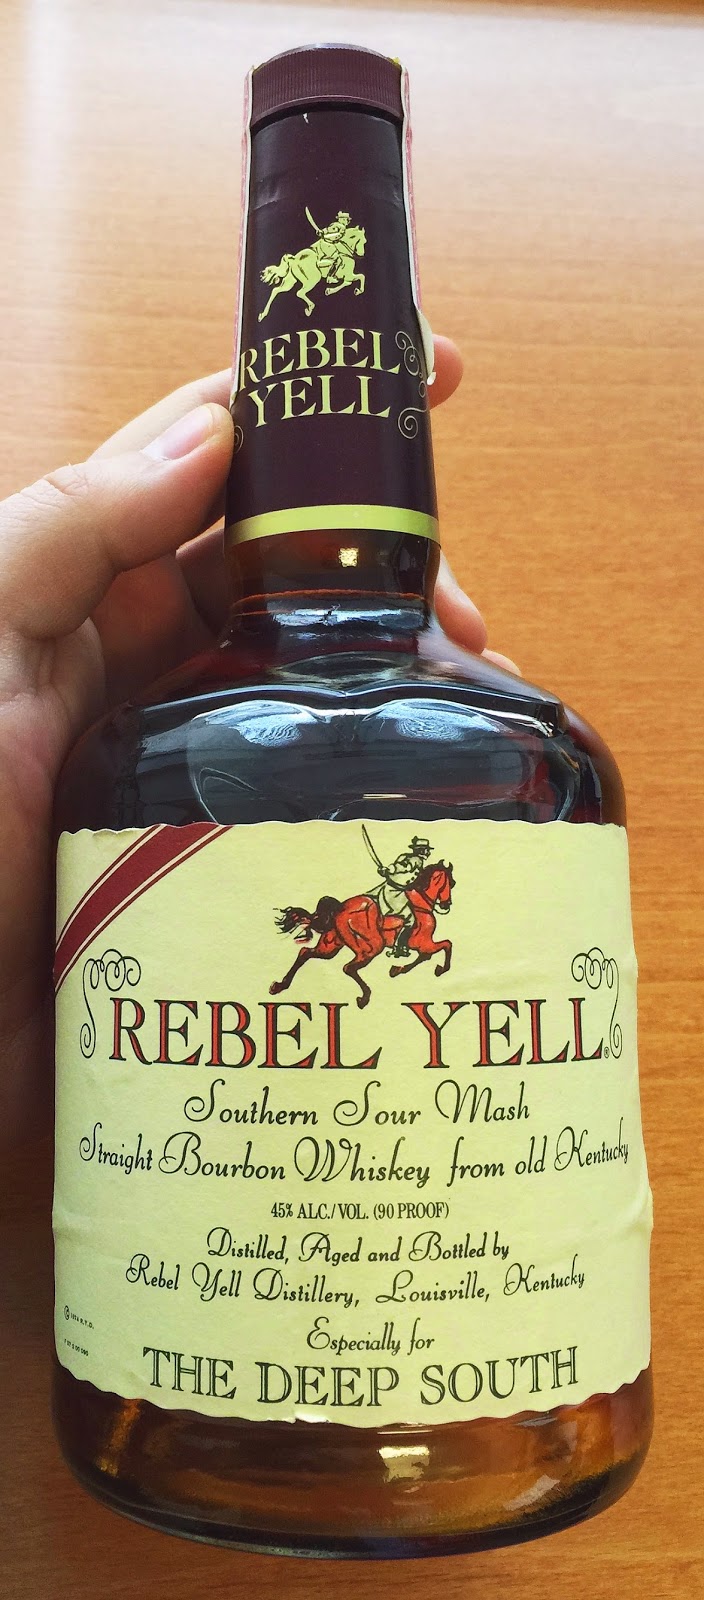 REBEL
YELL
REBEL YELL®
Southern Sour Mash
Straight Bourbon Whiskey from old Kentucky
45% ALC./VOL. (90 PROOF)
Distilled, Aged and Bottled by
Rebel Yell Distillery, Louisville, Kentucky
Especially for
THE DEEP SOUTH